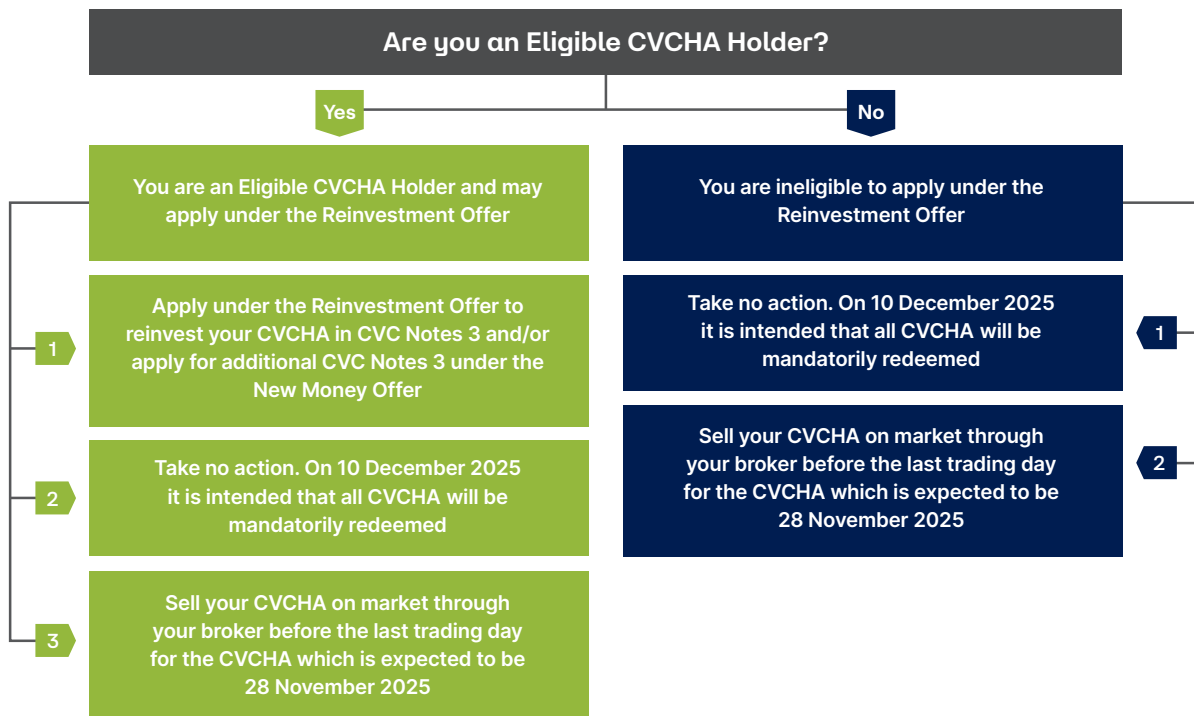 Are you an Eligible CVCHA Holder?
Yes
No
You are an Eligible CVCHA Holder and may
apply under the Reinvestment Offer
1
Apply under the Reinvestment Offer to
reinvest your CVCHA in CVC Notes 3 and/or
apply for additional CVC Notes 3 under the
New Money Offer
2
Take no action. On 10 December 2025
it is intended that all CVCHA will be
mandatorily redeemed
3
Sell your CVCHA on market through
your broker before the last trading day
for the CVCHA which is expected to be
28 November 2025
You are ineligible to apply under the
Reinvestment Offer
1
Take no action. On 10 December 2025
it is intended that all CVCHA will be
mandatorily redeemed
2
Sell your CVCHA on market through
your broker before the last trading day
for the CVCHA which is expected to be
28 November 2025